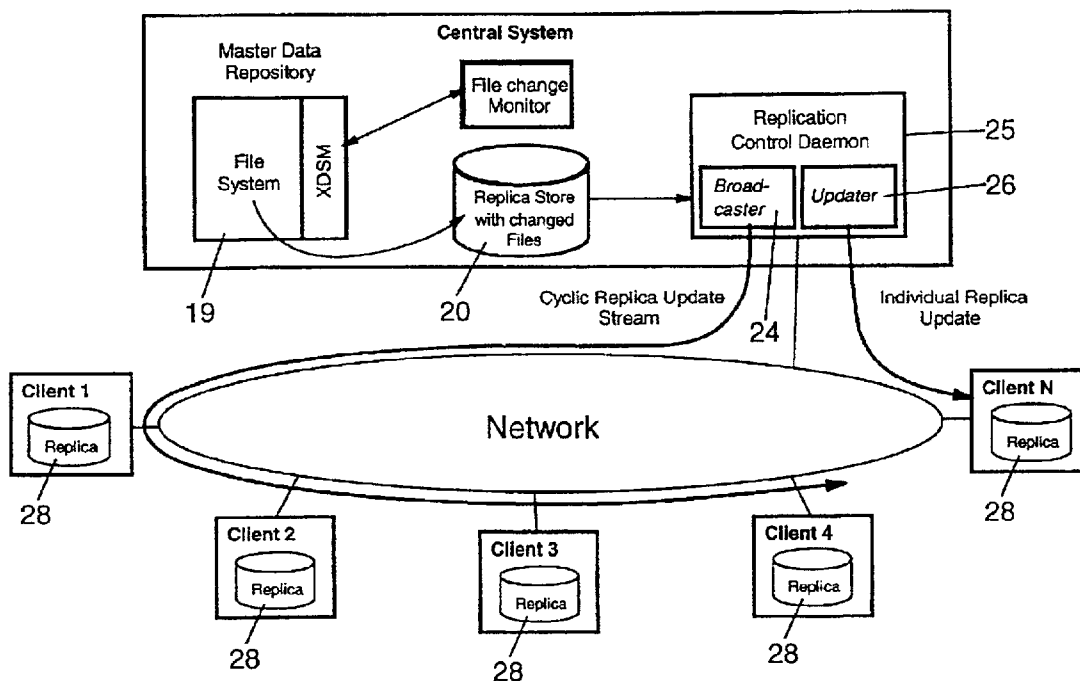 Central System
Master Data
Repository
File
System
XDSM
File change
Monitor
Replica Store
with changed
Files
Replication
Control Daemon
Broad-
caster
Updater
25
26
19
20
Cyclic Replica Update
Stream
24
Individual Replica
Update
Client 1
Replica
28
Network
Client N
Replica
28
Client 2
Replica
28
Client 3
Replica
28
Client 4
Replica
28